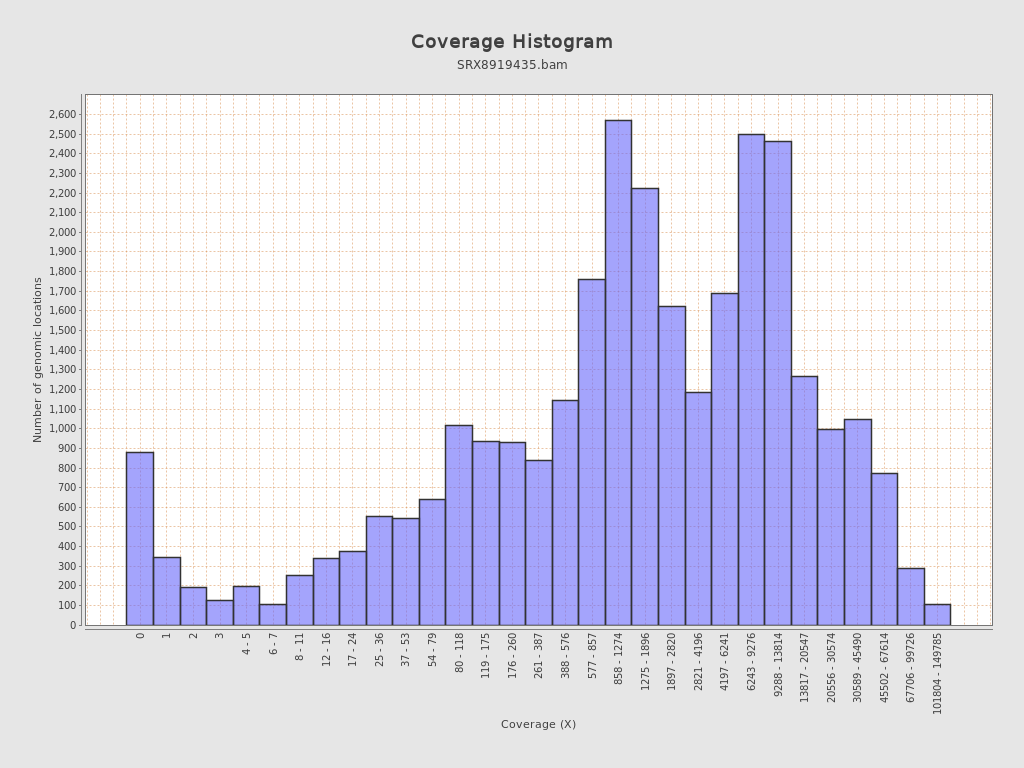 Coverage Histogram
SRX8919435.bam
Number of genomic locations
2,600
2,500
2,400
2,300
2,200
2,100
2,000
1,900
1,800
1,700
1,600
1,500
1,400
1,300
1,200
1,100
1,000
900
800
700
600
500
400
300
200
100
0
0
1
2
3
4 - 5
6 - 7
8 - 11
12 - 16
17 - 24
25 - 36
37 - 53
54 - 79
80 - 118
119 - 175
176 - 260
261 - 387
388 - 576
577 - 857
858 - 1274
1275 - 1896
1897 - 2820
2821 - 4196
4197 - 6241
6243 - 9276
9288 - 13814
13817 - 20547
20556 - 30574
30589 - 45490
45502 - 67614
67706 - 99726
101804 - 149785
Coverage (X)